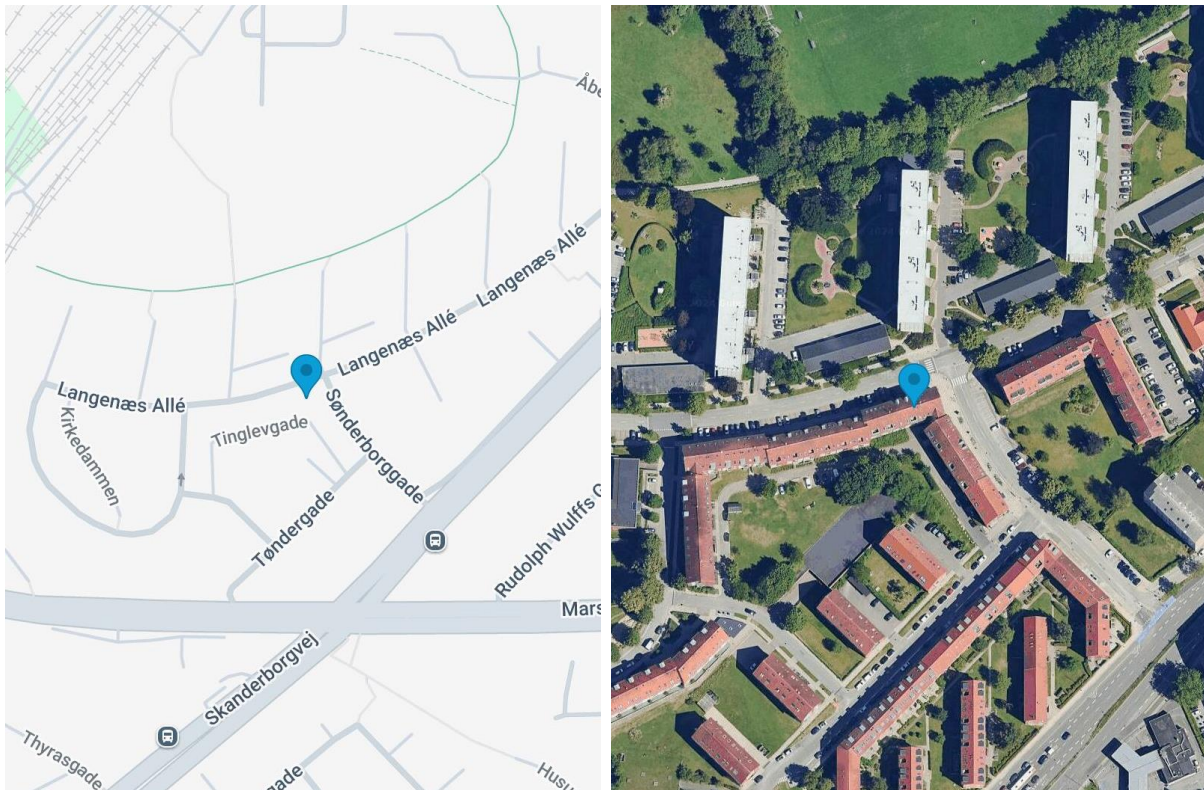 Åbe
Langenæs Allé
Langenæs Allé
Langenæs Allé
Kirkedammen
Tinglevgade
Sønderborggade
Tøndergade
Rudolph Wulffs G
Mars
Skanderborgvej
Thyrasgade
gade
Husu